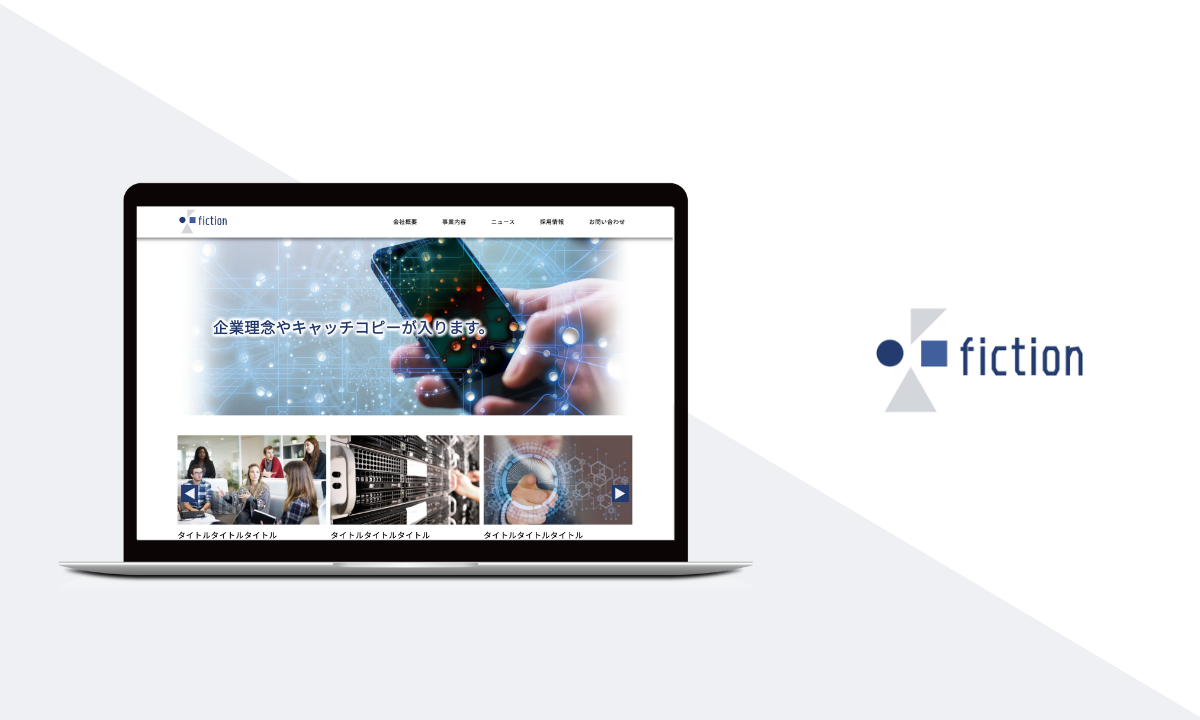 fiction
会社概要
事業内容
ニュース
採用情報
お問い合わせ
企業理念やキャッチコピーが入ります。
タイトルタイトルタイトル
タイトルタイトルタイトル
タイトルタイトルタイトル
fiction